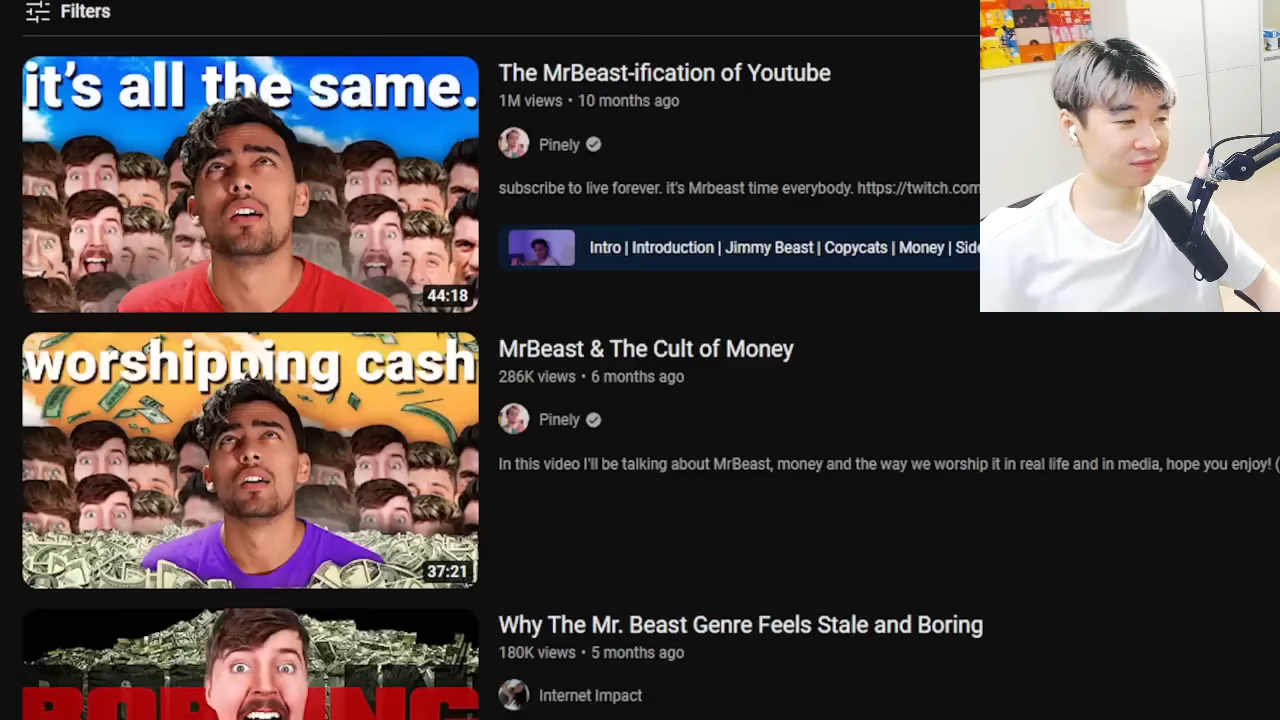 Filters
it's all the same.
44:18
The MrBeast-ification of Youtube
1M views • 10 months ago
Pinely
subscribe to live forever. it's Mrbeast time everybody. https://twitch.com
Intro | Introduction | Jimmy Beast | Copycats | Money | Side
worshipping cash
37:21
MrBeast & The Cult of Money
286K views • 6 months ago
Pinely
In this video I'll be talking about MrBeast, money and the way we worship it in real life and in media, hope you enjoy! (
BORING
Why The Mr. Beast Genre Feels Stale and Boring
180K views • 5 months ago
Internet Impact